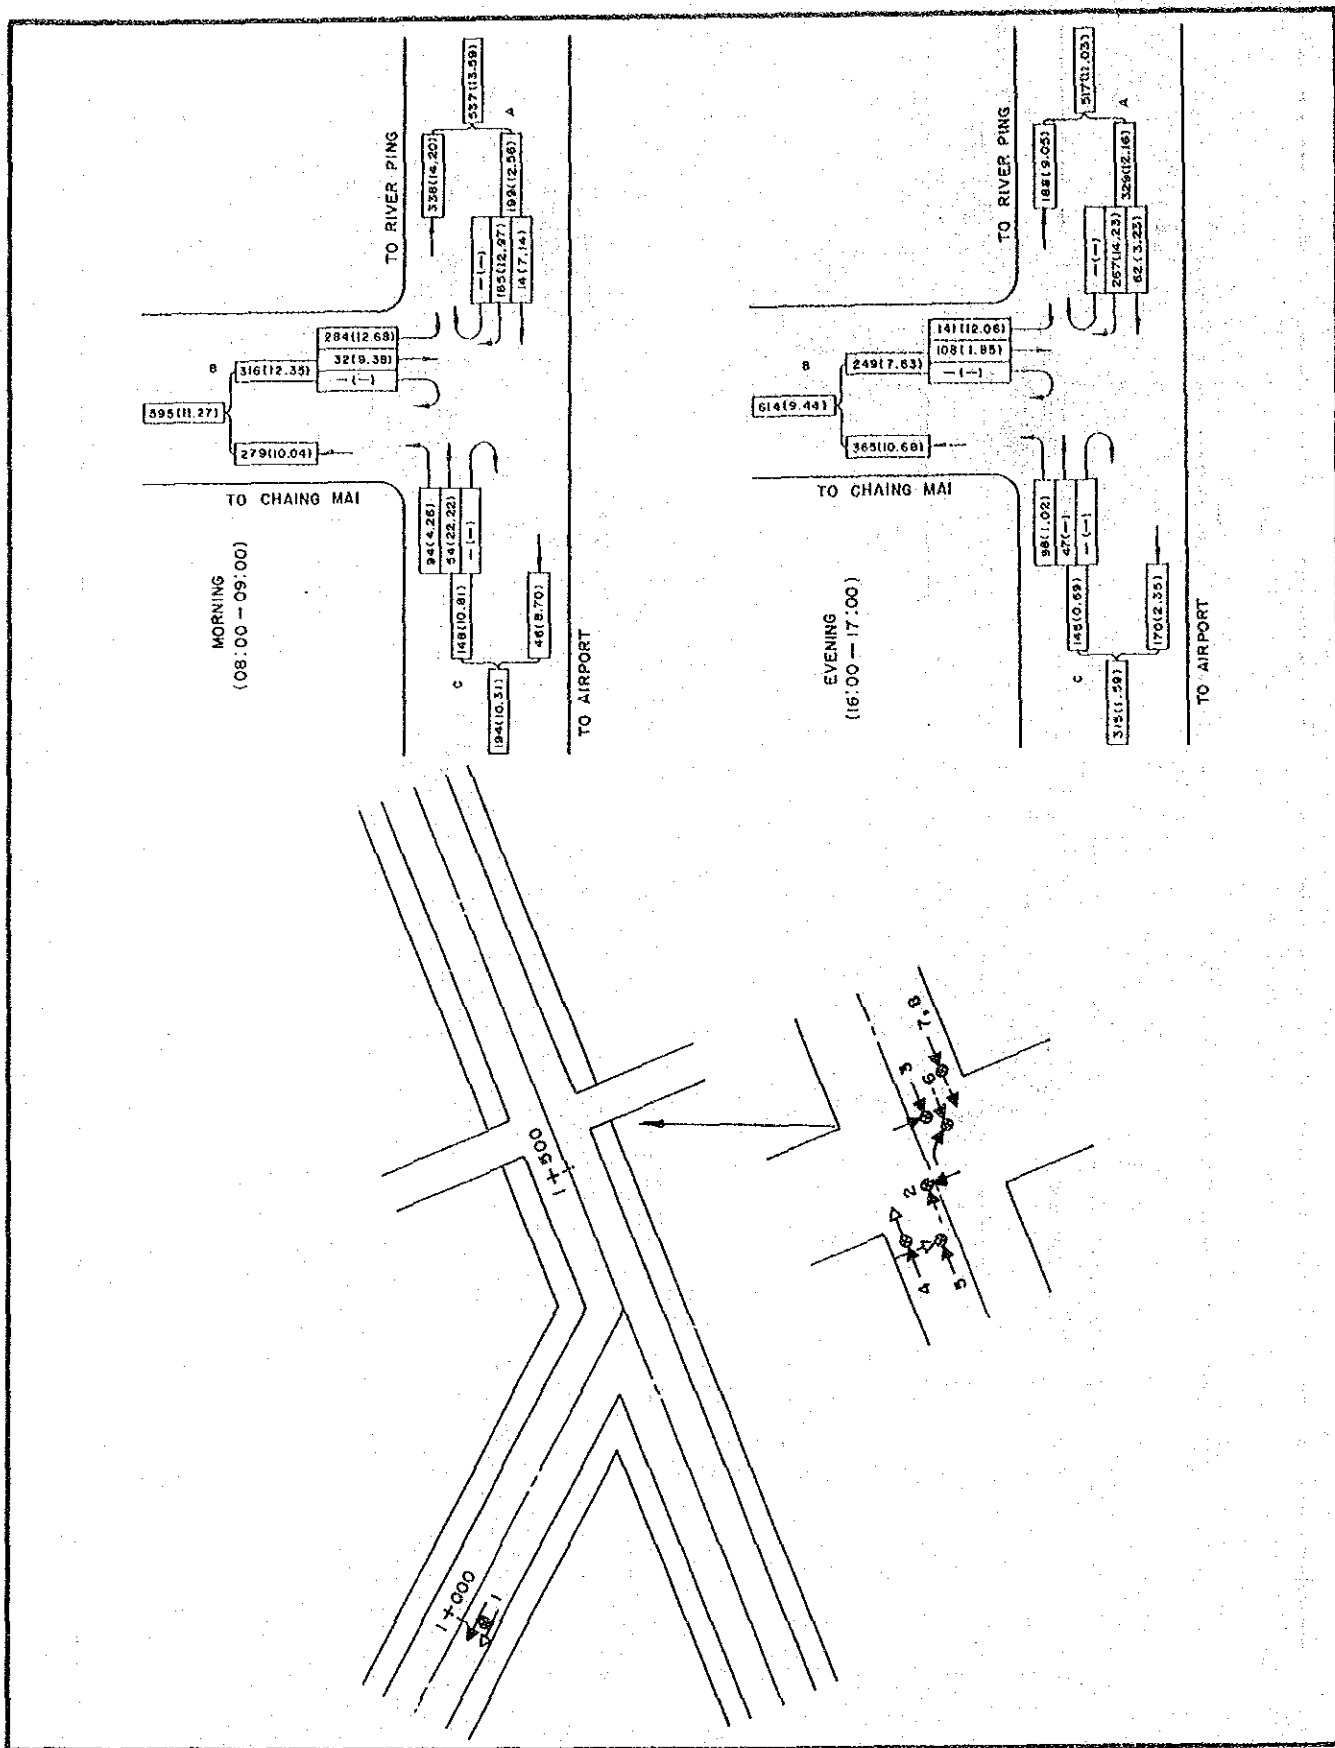 537(13.59)
A
338(14.20)
199(12.56)
— (—)
185(12.97)
14(7.14)
TO RIVER PING
284(12.68)
32(9.38)
— (—)
B
316(12.35)
595(11.27)
279(10.04)
TO CHAING MAI
94(4.26)
54(22.22)
— (—)
148(10.81)
46(8.70)
C
194(10.31)
TO AIRPORT
MORNING
(08:00 – 09:00)
517(11.03)
A
188(9.05)
329(12.16)
— (—)
267(14.23)
62(3.23)
TO RIVER PING
141(12.06)
108(1.85)
— (—)
B
249(7.63)
614(9.44)
365(10.68)
TO CHAING MAI
98(1.02)
47(—)
— (—)
145(0.69)
170(2.35)
C
315(1.59)
TO AIRPORT
EVENING
(16:00 – 17:00)
1+500
1+000
1
2
3
4
5
6
7,8